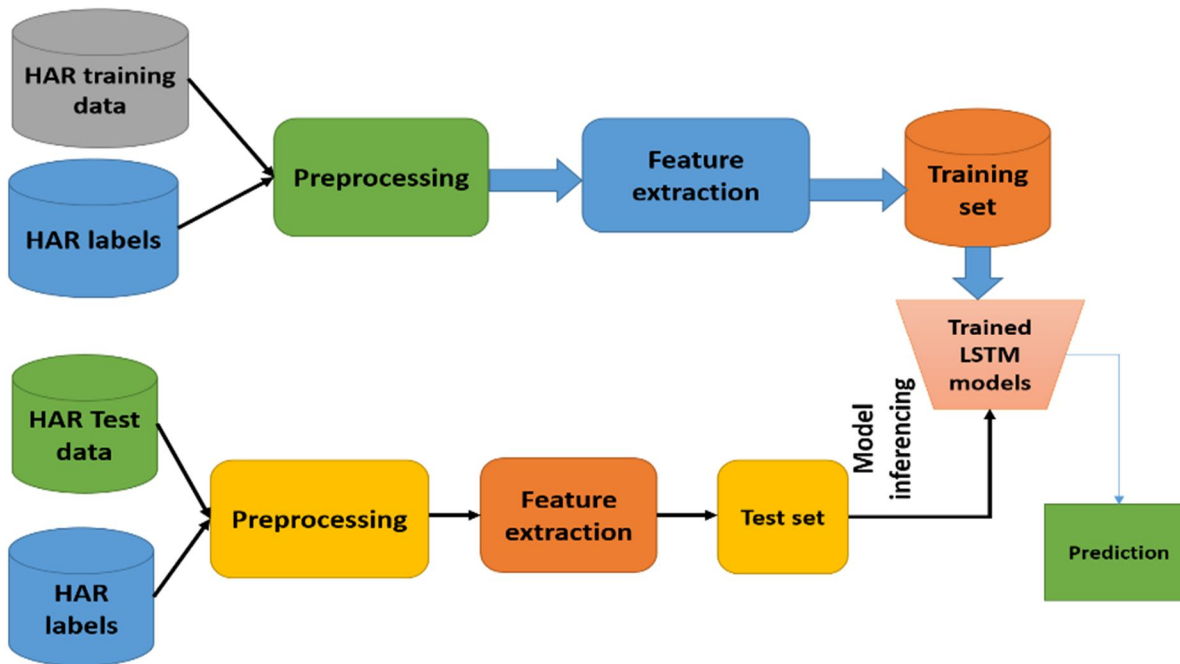 HAR training
data
Preprocessing
Feature
extraction
Training
set
HAR labels
Trained
LSTM
models
HAR Test
data
Model
inferencing
Preprocessing
Feature
extraction
Test set
Prediction
HAR
labels